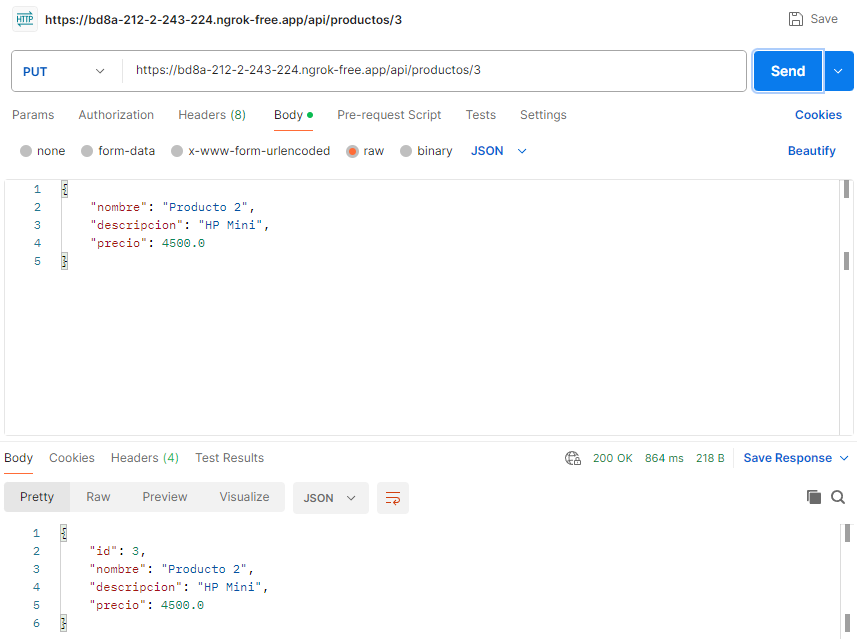 HTTP https://bd8a-212-2-243-224.ngrok-free.app/api/productos/3 Save
PUT https://bd8a-212-2-243-224.ngrok-free.app/api/productos/3 Send
Params Authorization Headers (8) Body Pre-request Script Tests Settings Cookies
none form-data x-www-form-urlencoded raw binary JSON Beautify
1 {
2 "nombre": "Producto 2",
3 "descripcion": "HP Mini",
4 "precio": 4500.0
5 }
Body Cookies Headers (4) Test Results 200 OK 864 ms 218 B Save Response
Pretty Raw Preview Visualize JSON
1 {
2 "id": 3,
3 "nombre": "Producto 2",
4 "descripcion": "HP Mini",
5 "precio": 4500.0
6 }